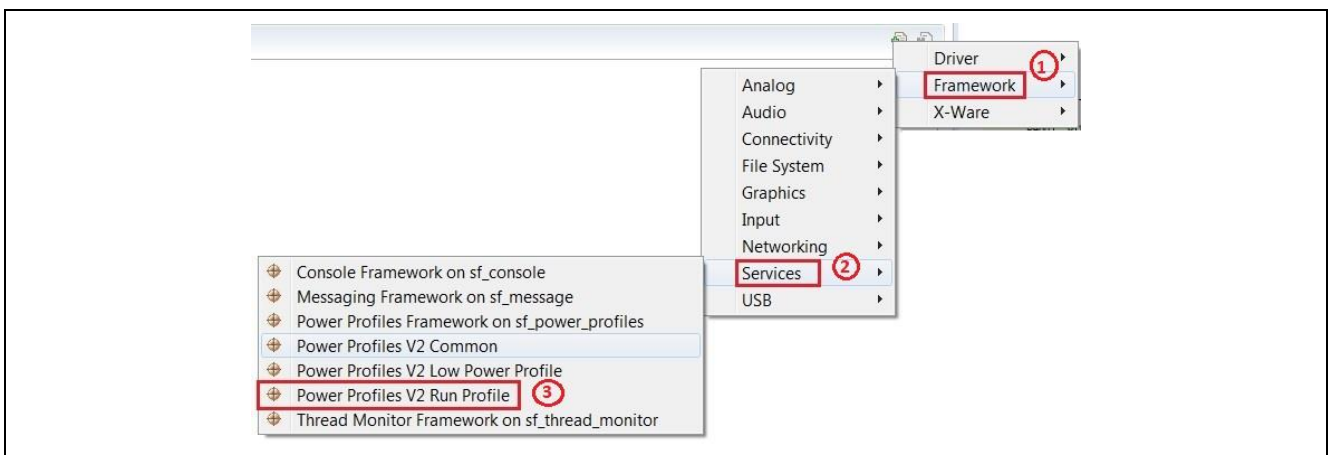 Driver
1
Framework
X-Ware
Analog
Audio
Connectivity
File System
Graphics
Input
Networking
Services
2
USB
Console Framework on sf_console
Messaging Framework on sf_message
Power Profiles Framework on sf_power_profiles
Power Profiles V2 Common
Power Profiles V2 Low Power Profile
Power Profiles V2 Run Profile
3
Thread Monitor Framework on sf_thread_monitor